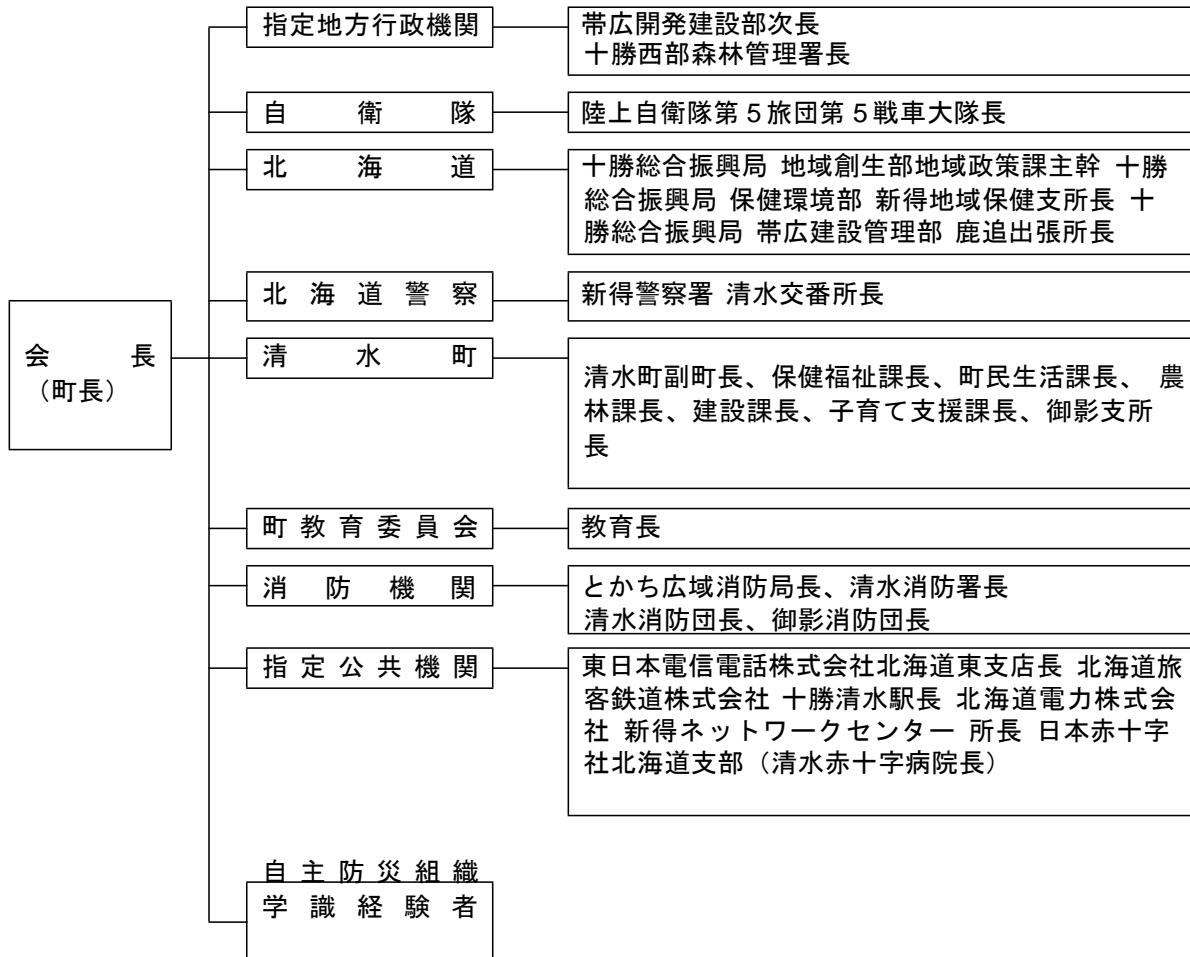 指定地方行政機関
帯広開発建設部次長
十勝西部森林管理署長
自衛隊
陸上自衛隊第5旅団第5戦車大隊長
北海道
十勝総合振興局 地域創生部地域政策課主幹 十勝
総合振興局 保健環境部 新得地域保健支所長 十
勝総合振興局 帯広建設管理部 鹿追出張所長
北海道警察
新得警察署 清水交番所長
会長
（町長）
清水町
清水町副町長、保健福祉課長、町民生活課長、 農
林課長、建設課長、子育て支援課長、御影支所
長
町教育委員会
教育長
消防機関
とかち広域消防局長、清水消防署長
清水消防団長、御影消防団長
指定公共機関
東日本電信電話株式会社北海道東支店長 北海道旅
客鉄道株式会社 十勝清水駅長 北海道電力株式会
社 新得ネットワークセンター 所長 日本赤十字
社北海道支部（清水赤十字病院長）
自主防災組織
学識経験者